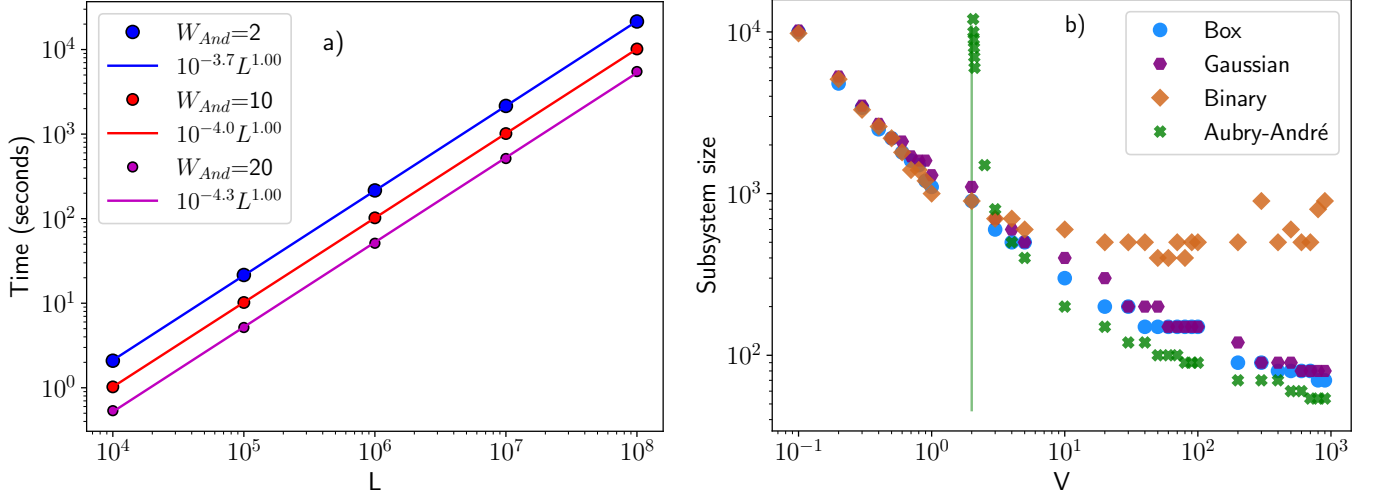 a)
W_And=2
10^−3.7 L^1.00
W_And=10
10^−4.0 L^1.00
W_And=20
10^−4.3 L^1.00
Time (seconds)
10^4
10^3
10^2
10^1
10^0
10^4 10^5 10^6 10^7 10^8
L
b)
Box
Gaussian
Binary
Aubry-André
Subsystem size
10^4
10^3
10^2
10^−1 10^0 10^1 10^2 10^3
V